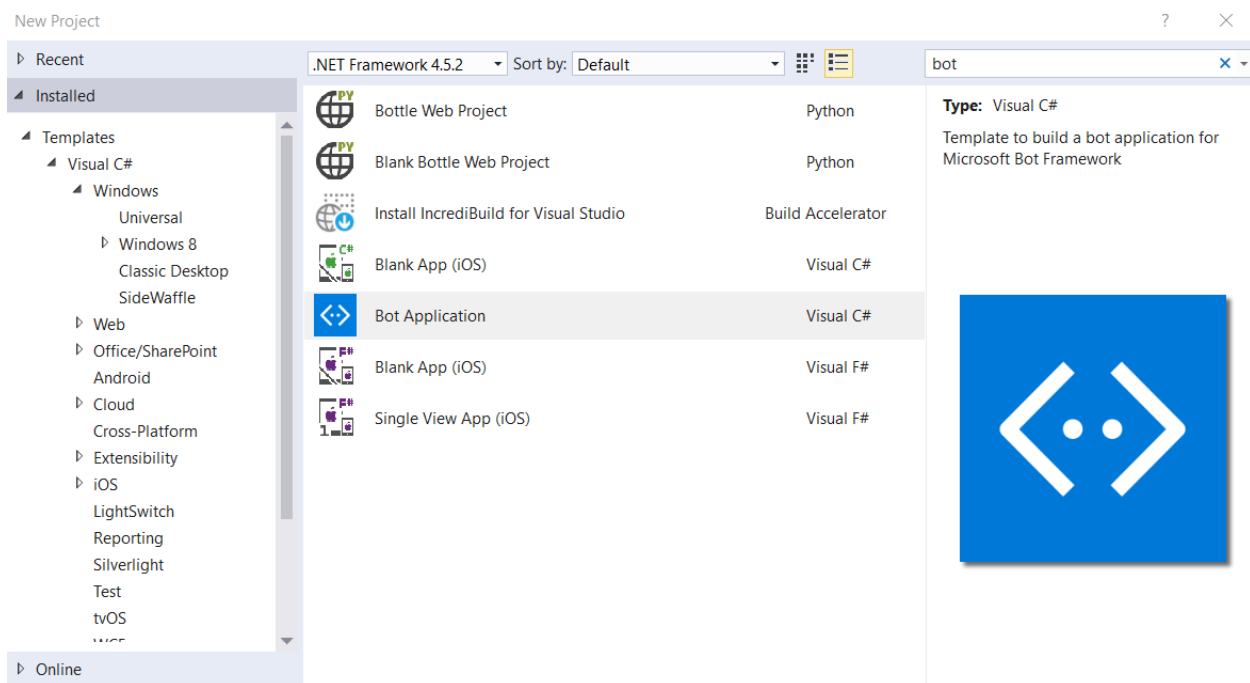 New Project
?
Recent
.NET Framework 4.5.2
Sort by:
Default
bot
Installed
Templates
Visual C#
Windows
Universal
Windows 8
Classic Desktop
SideWaffle
Web
Office/SharePoint
Android
Cloud
Cross-Platform
Extensibility
iOS
LightSwitch
Reporting
Silverlight
Test
tvOS
Online
PY
Bottle Web Project Python
PY
Blank Bottle Web Project Python
Install IncrediBuild for Visual Studio Build Accelerator
C#
Blank App (iOS) Visual C#
Bot Application Visual C#
F#
Blank App (iOS) Visual F#
F#
1
Single View App (iOS) Visual F#
Type: Visual C#
Template to build a bot application for
Microsoft Bot Framework